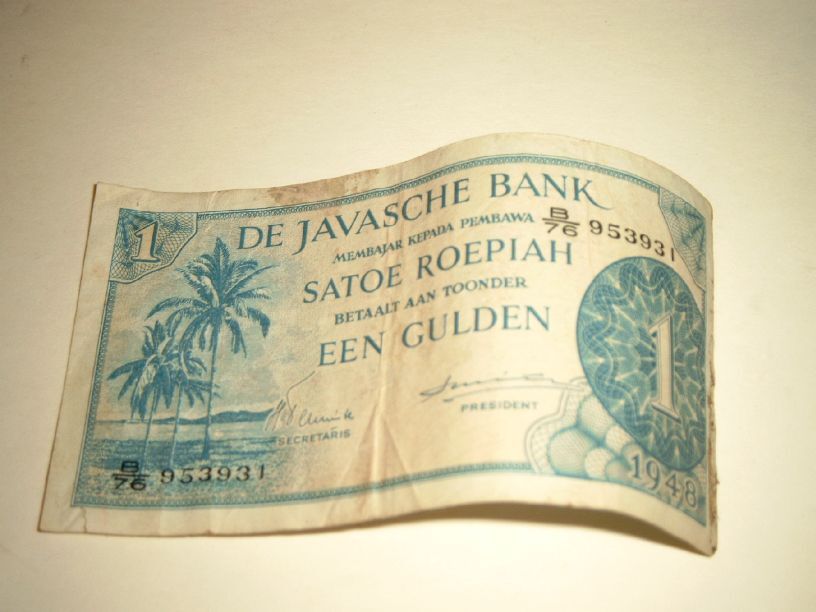 1
DE JAVASCHE BANK
MEMBAJAR KEPADA PEMBAWA
B/76 953931
SATOE ROEPIAH
BETAALT AAN TOONDER
EEN GULDEN
1
SECRETARIS
PRESIDENT
B/76 953931
1948